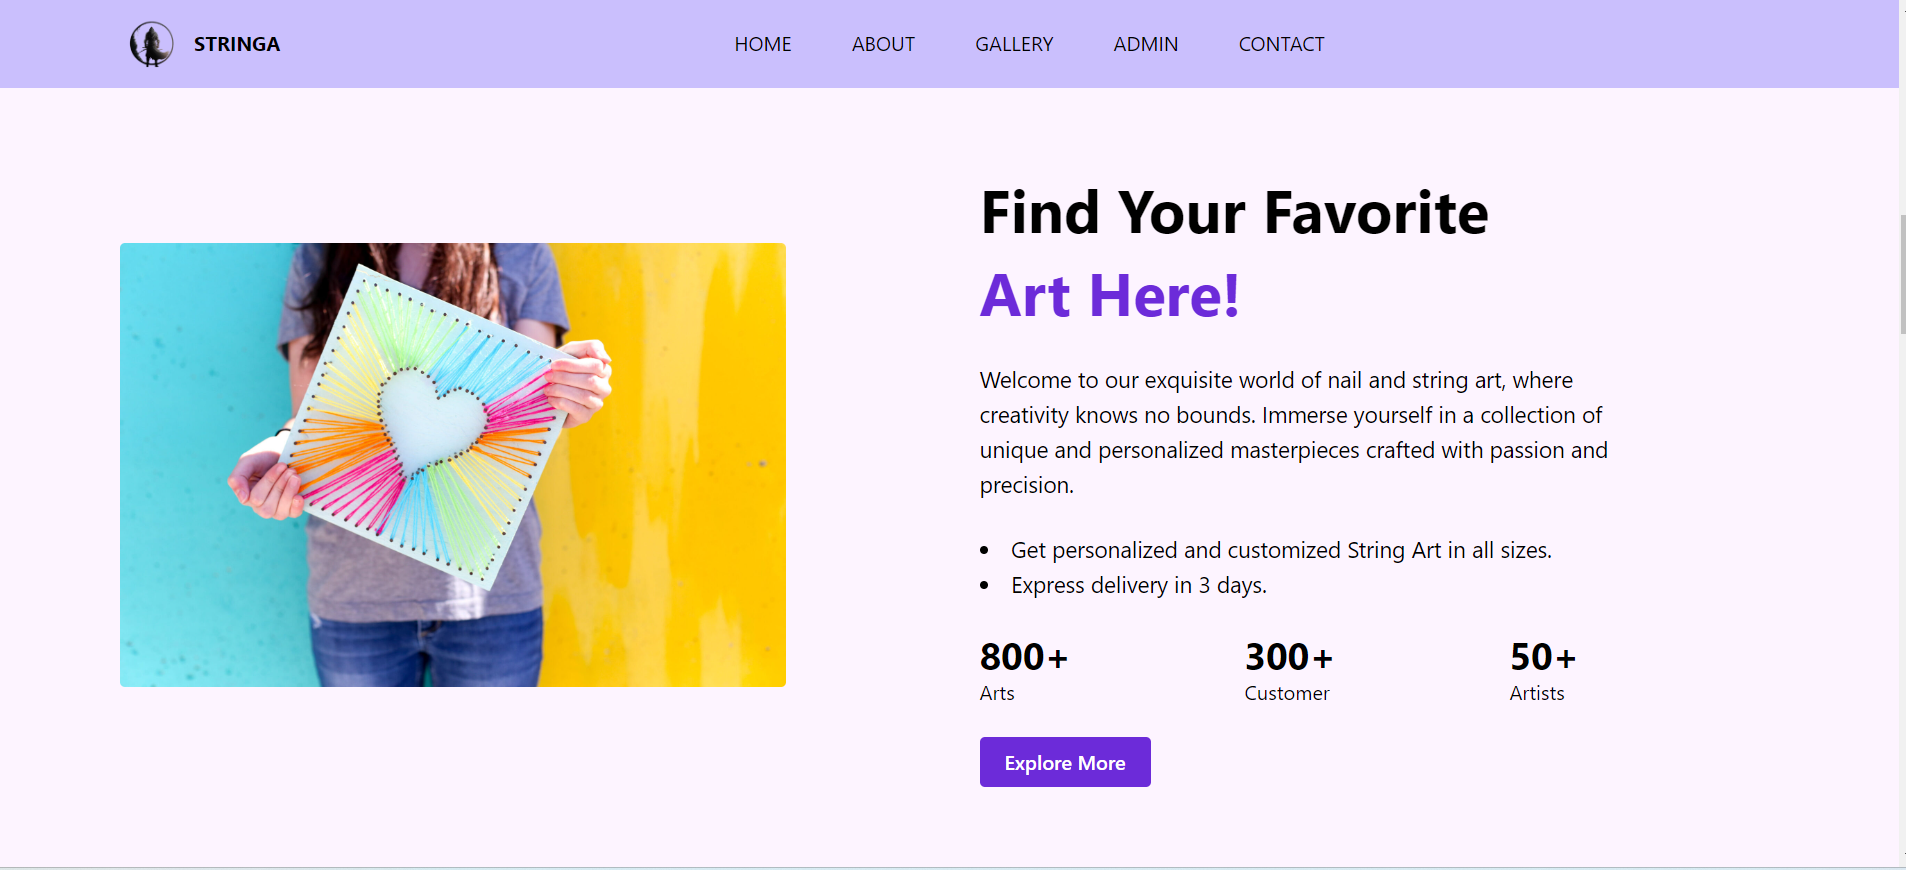 STRINGA
HOME
ABOUT
GALLERY
ADMIN
CONTACT
Find Your Favorite
Art Here!
Welcome to our exquisite world of nail and string art, where
creativity knows no bounds. Immerse yourself in a collection of
unique and personalized masterpieces crafted with passion and
precision.
• Get personalized and customized String Art in all sizes.
• Express delivery in 3 days.
800+
Arts
300+
Customer
50+
Artists
Explore More